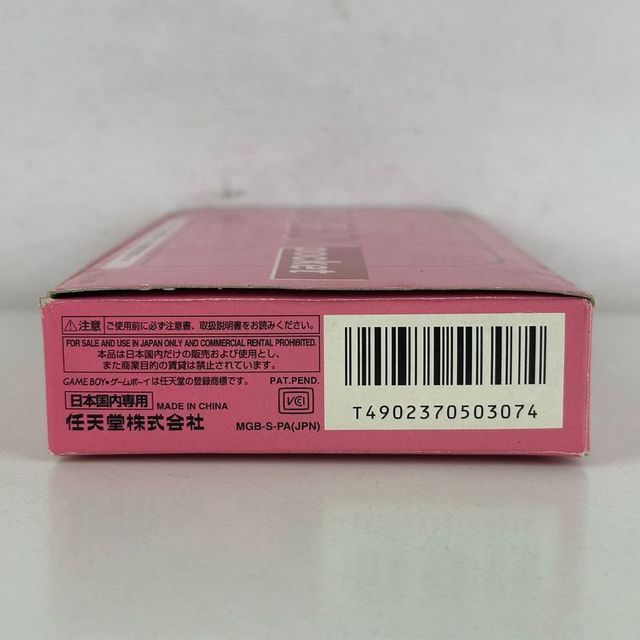 pocket
⚠注意 ご使用前に必ず注意書、取扱説明書をお読みください。
FOR SALE AND USE IN JAPAN ONLY AND COMMERCIAL RENTAL PROHIBITED.
本品は日本国内だけの販売および使用とし、
また商業目的の賃貸は禁止されています。
GAME BOY●ゲームボーイは任天堂の登録商標です。 PAT.PEND.
日本国内専用 MADE IN CHINA VCI
任天堂株式会社 MGB-S-PA(JPN)
T4902370503074